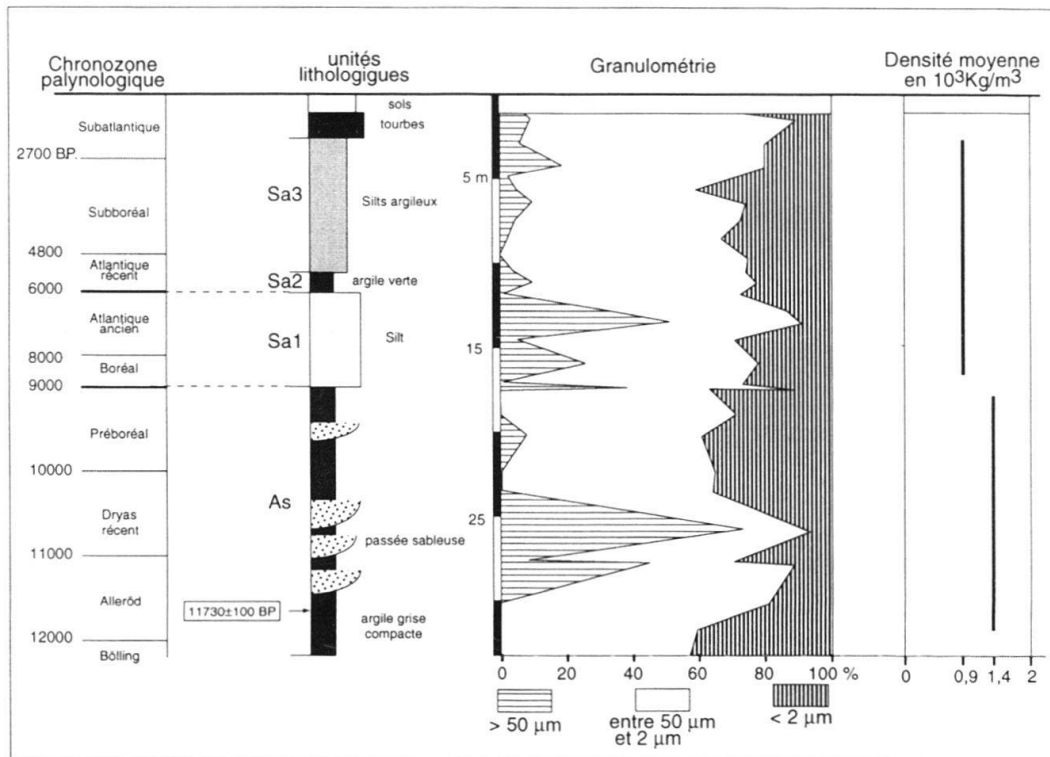 Chronozone
palynologique
unités
lithologiques
Granulométrie
Densité moyenne
en 10³Kg/m³
sols
tourbes
Subatlantique
2700 BP.
5 m
Sa3
Silts argileux
Subboréal
4800
Atlantique
récent
Sa2
argile verte
6000
Atlantique
ancien
Sa1
Silt
15
8000
Boréal
9000
Préboréal
10000
As
Dryas
récent
25
passée sableuse
11000
Alleröd
11730±100 BP
argile grise
compacte
12000
Bölling
0 20 40 60 80 100 %
0 0,9 1,4 2
> 50 µm
entre 50 µm
et 2 µm
< 2 µm